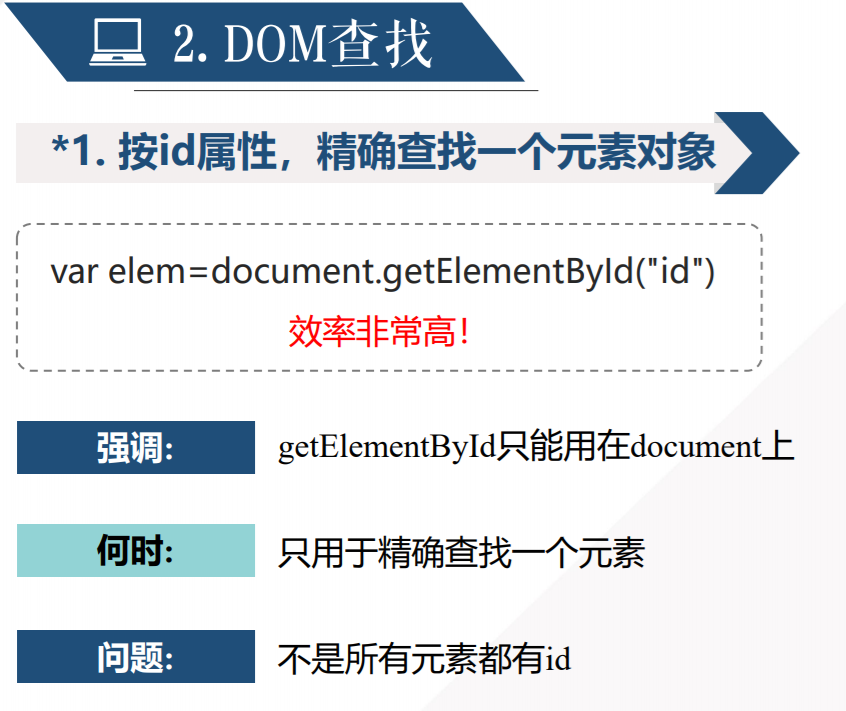 2. DOM查找
*1. 按id属性，精确查找一个元素对象
var elem=document.getElementById("id")
效率非常高！
强调:
getElementById只能用在document上
何时:
只用于精确查找一个元素
问题:
不是所有元素都有id